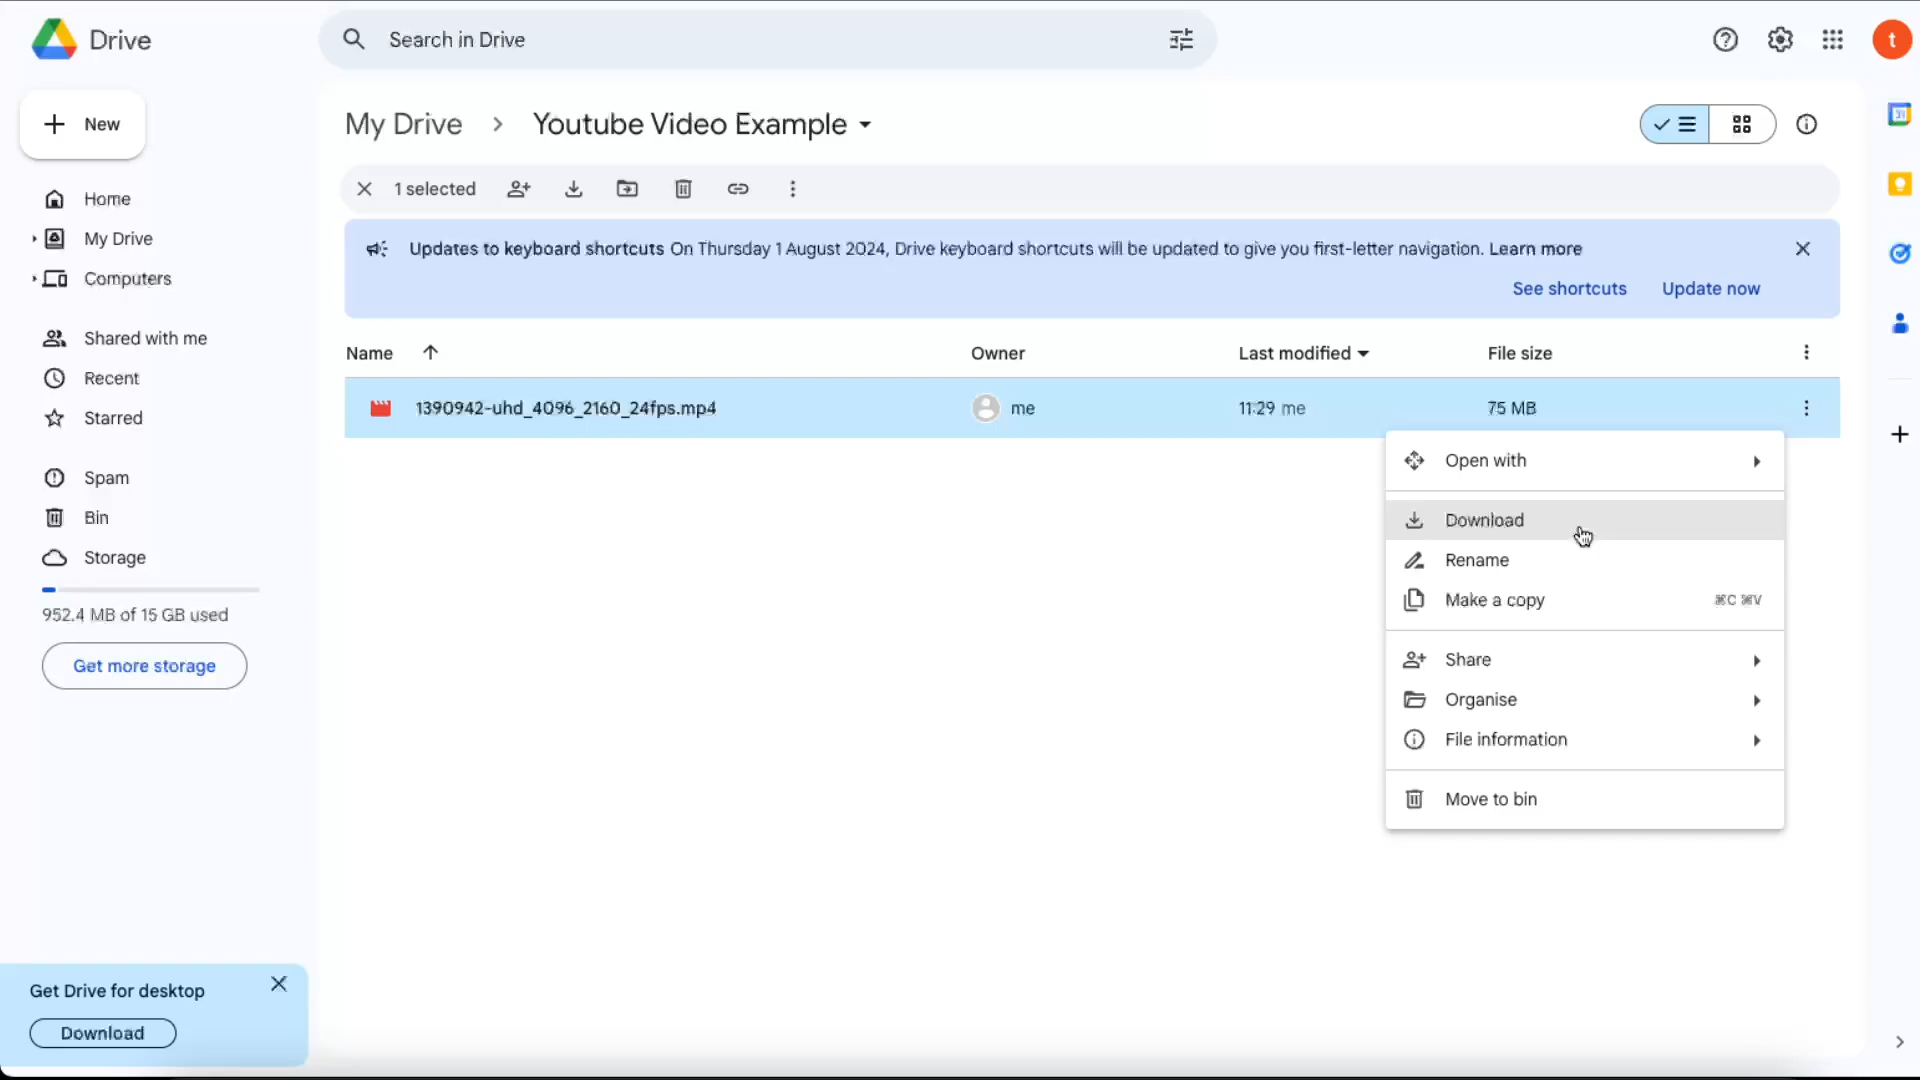 Drive
Search in Drive
t
New
My Drive > Youtube Video Example
1 selected
Home
My Drive
Computers
Updates to keyboard shortcuts On Thursday 1 August 2024, Drive keyboard shortcuts will be updated to give you first-letter navigation. Learn more
See shortcuts Update now
Shared with me
Recent
Starred
Name Owner Last modified File size
1390942-uhd_4096_2160_24fps.mp4 me 11:29 me 75 MB
Spam
Bin
Storage
952.4 MB of 15 GB used
Get more storage
Open with
Download
Rename
Make a copy ⌘C ⌘V
Share
Organise
File information
Move to bin
Get Drive for desktop
Download